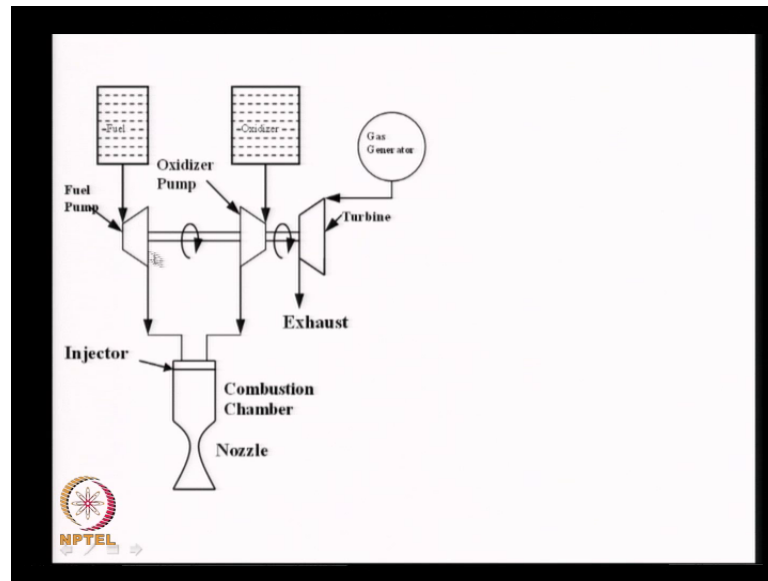 Fuel
Oxidizer
Gas
Generator
Oxidizer
Pump
Fuel
Pump
Turbine
Exhaust
Injector
Combustion
Chamber
Nozzle
NPTEL